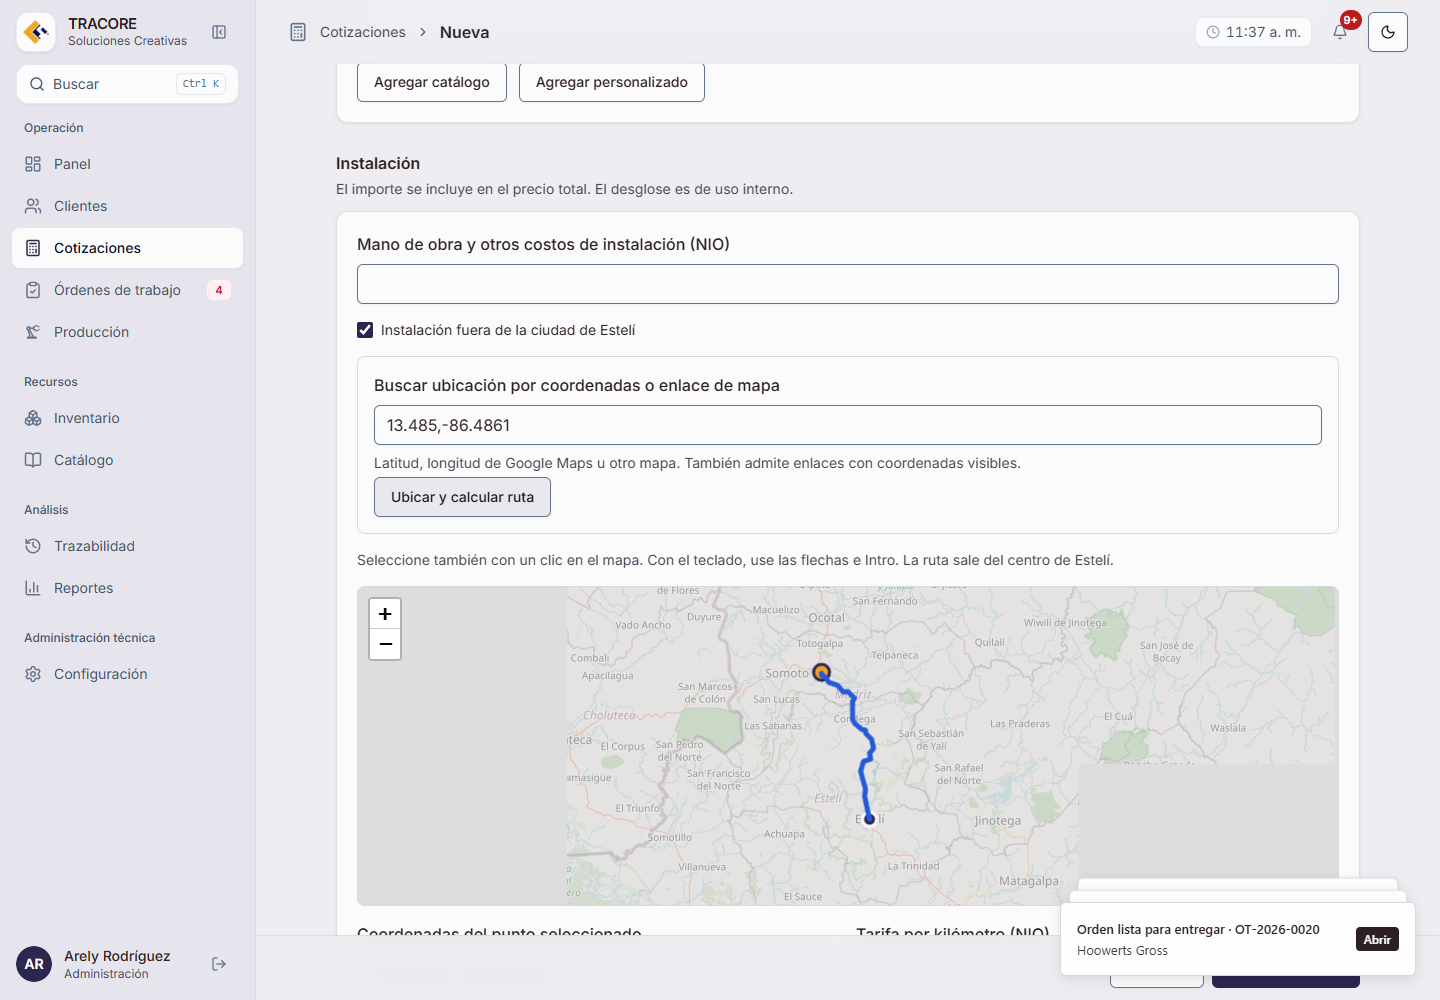 TRACORE
Soluciones Creativas
Buscar
Ctrl K
Operación
Panel
Clientes
Cotizaciones
Órdenes de trabajo
4
Producción
Recursos
Inventario
Catálogo
Análisis
Trazabilidad
Reportes
Administración técnica
Configuración
AR
Arely Rodríguez
Administración
Cotizaciones
Nueva
11:37 a. m.
9+
Agregar catálogo
Agregar personalizado
Instalación
El importe se incluye en el precio total. El desglose es de uso interno.
Mano de obra y otros costos de instalación (NIO)
Instalación fuera de la ciudad de Estelí
Buscar ubicación por coordenadas o enlace de mapa
13.485,-86.4861
Latitud, longitud de Google Maps u otro mapa. También admite enlaces con coordenadas visibles.
Ubicar y calcular ruta
Seleccione también con un clic en el mapa. Con el teclado, use las flechas e Intro. La ruta sale del centro de Estelí.
+
−
de Flores
San Fernando
Macuelizo
Duyure
Ocotal
Vado Ancho
Wiwilí de Jinotega
Totogalpa
Quilalí
San José de
Bocay
Combali
Telpaneca
Apacilagua
Somoto
San Marcos
de Colón
Madriz
San Lucas
Choluteca
Condega
El Cuá
Las Sabanas
Las Praderas
Waslála
San Sebastián
de Yalí
teca
El Corpus
San Pedro
del Norte
amasigüe
San Francisco
del Norte
San Rafael
del Norte
Estelí
El Triunfo
Jinotega
Somotillo
Achuapa
Villanueva
La Trinidad
Matagalpa
El Sauce
Coordenadas del punto seleccionado
Tarifa por kilómetro (NIO)
Orden lista para entregar · OT-2026-0020
Hoowerts Gross
Abrir